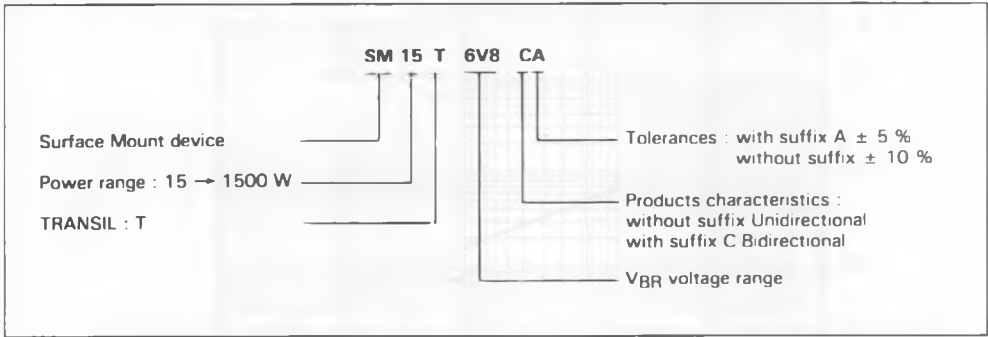 SM 15 T 6V8 CA
Surface Mount device
Power range : 15 → 1500 W
TRANSIL : T
Tolerances : with suffix A ± 5 %
without suffix ± 10 %
Products characteristics :
without suffix Unidirectional
with suffix C Bidirectional
VBR voltage range